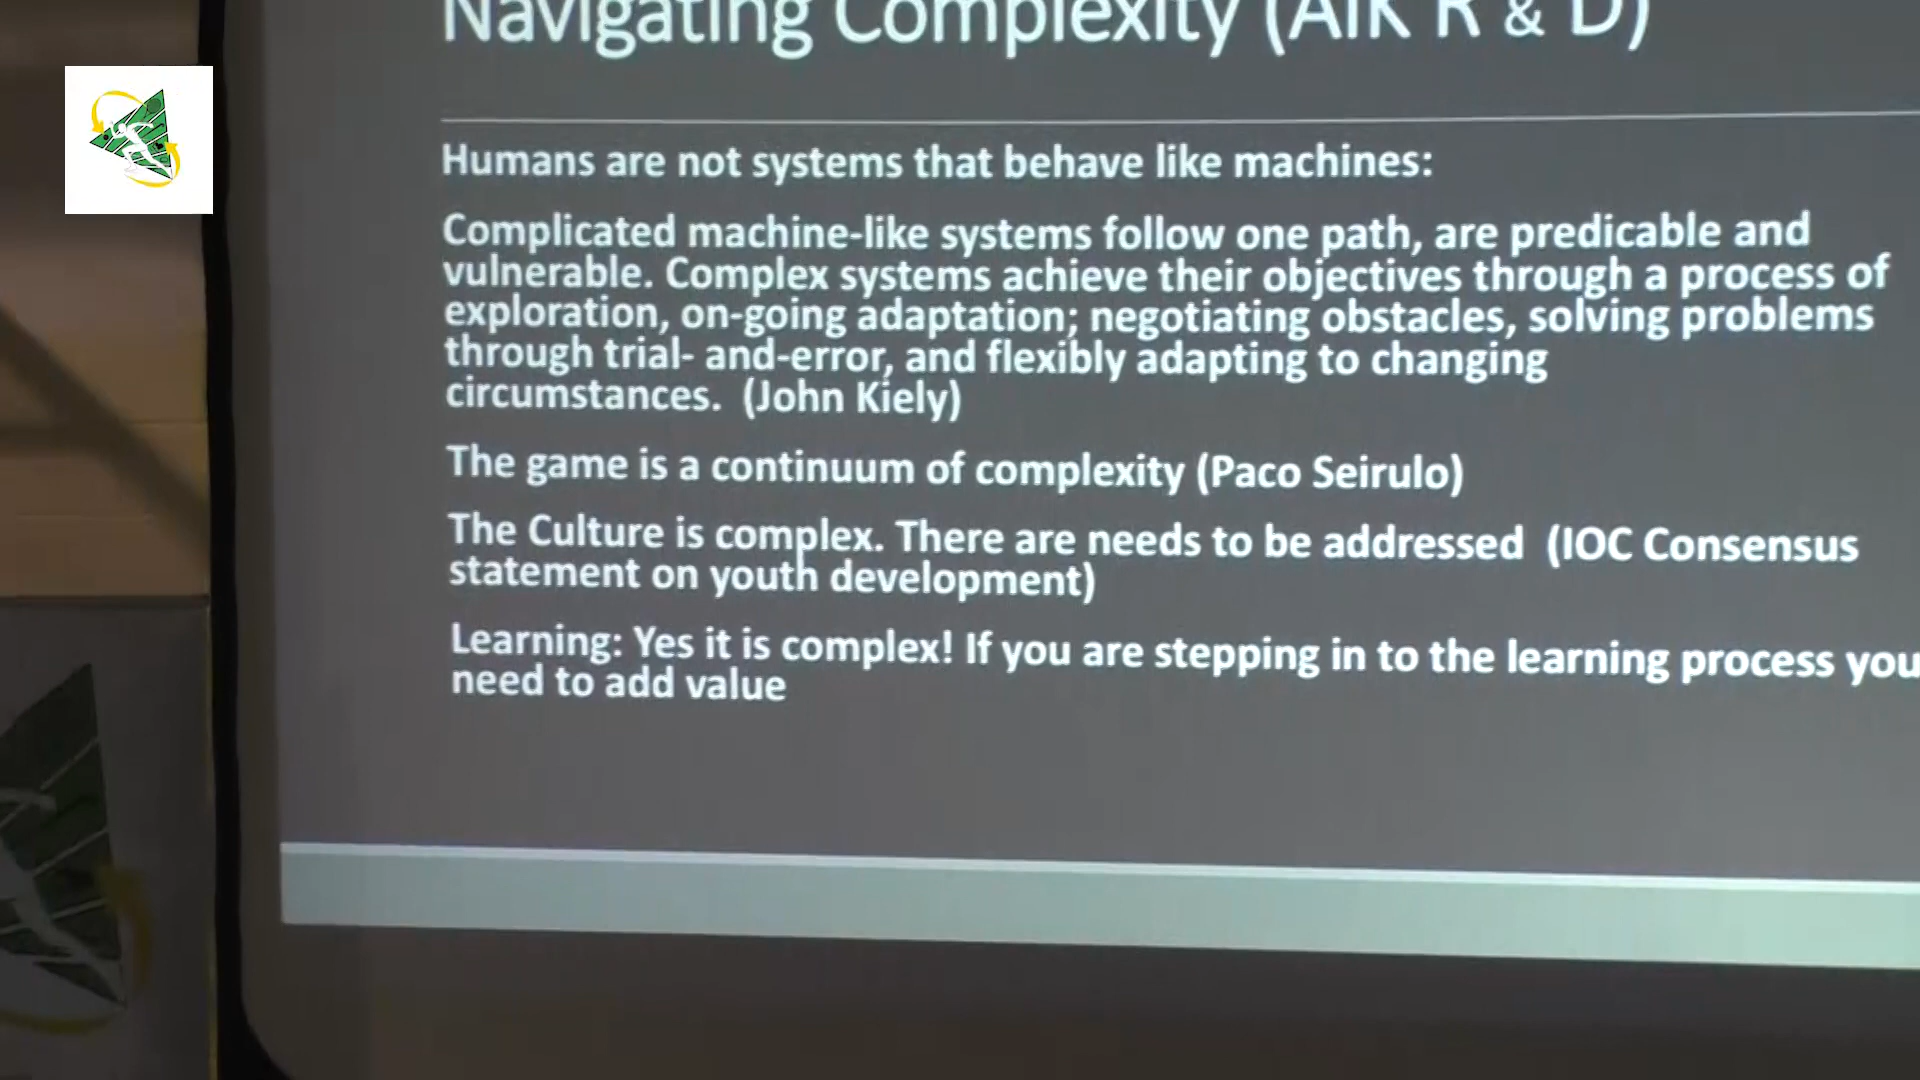 Navigating Complexity (AIK R & D)
Humans are not systems that behave like machines:
Complicated machine-like systems follow one path, are predicable and
vulnerable. Complex systems achieve their objectives through a process of
exploration, on-going adaptation; negotiating obstacles, solving problems
through trial- and-error, and flexibly adapting to changing
circumstances. (John Kiely)
The game is a continuum of complexity (Paco Seirulo)
The Culture is complex. There are needs to be addressed (IOC Consensus
statement on youth development)
Learning: Yes it is complex! If you are stepping in to the learning process you
need to add value